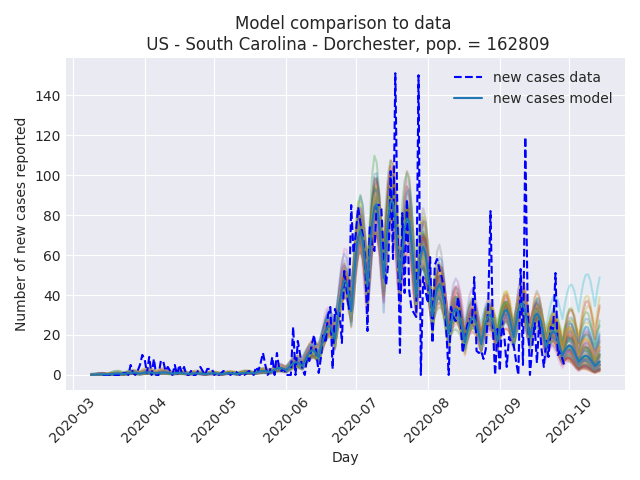 Model comparison to data
US - South Carolina - Dorchester, pop. = 162809
new cases data
new cases model
Number of new cases reported
140
120
100
80
60
40
20
0
2020-03
2020-04
2020-05
2020-06
2020-07
2020-08
2020-09
2020-10
Day